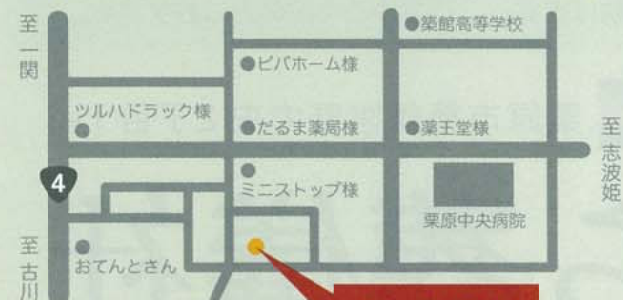 至一関
●築館高等学校
●ビバホーム様
ツルハドラック様
●
●だるま薬局様
●薬王堂様
至志波姫
4
●
ミニストップ様
栗原中央病院
至古川
●
おてんとさん